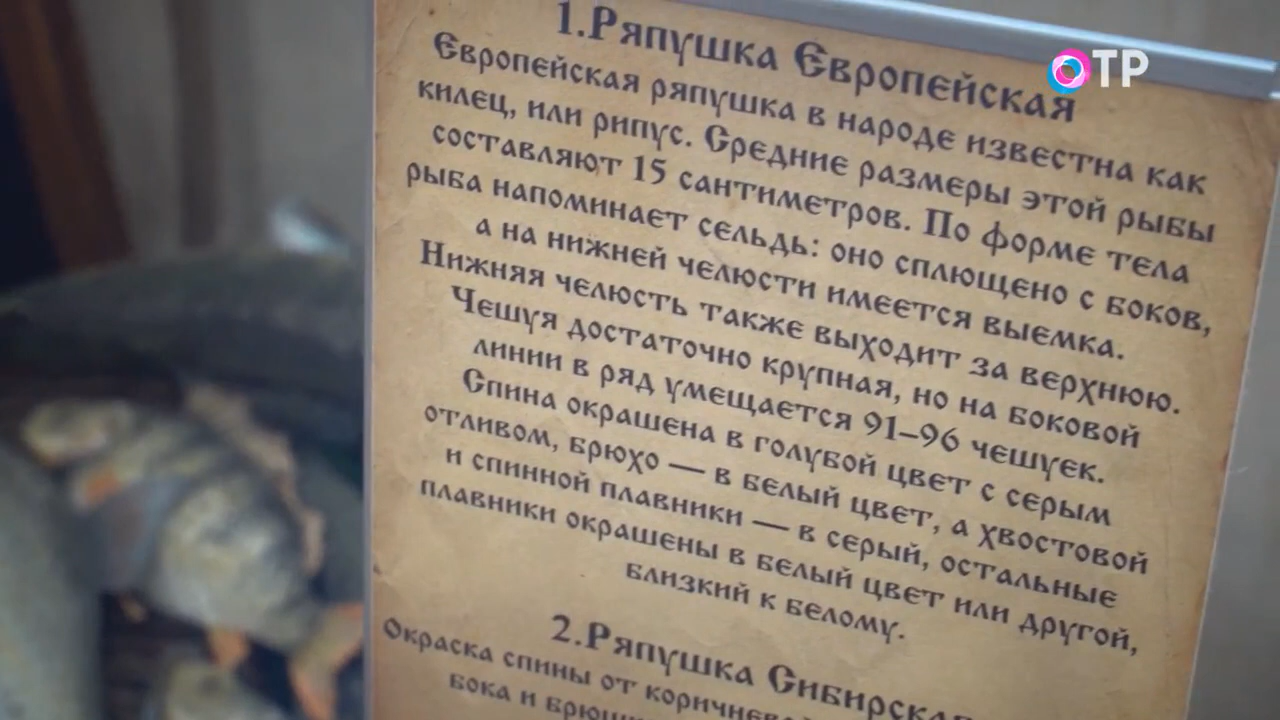 ОТР
1.Ряпушка Европейская
Европейская ряпушка в народе известна как
килец, или рипус. Средние размеры этой рыбы
составляют 15 сантиметров. По форме тела
рыба напоминает сельдь: оно сплющено с боков,
а на нижней челюсти имеется выемка.
Нижняя челюсть также выходит за верхнюю.
Чешуя достаточно крупная, но на боковой
линии в ряд умещается 91–96 чешуек.
Спина окрашена в голубой цвет с серым
отливом, брюхо — в белый цвет, а хвостовой
и спинной плавники — в серый, остальные
плавники окрашены в белый цвет или другой,
близкий к белому.
2.Ряпушка Сибирская
Окраска спины от
бока и